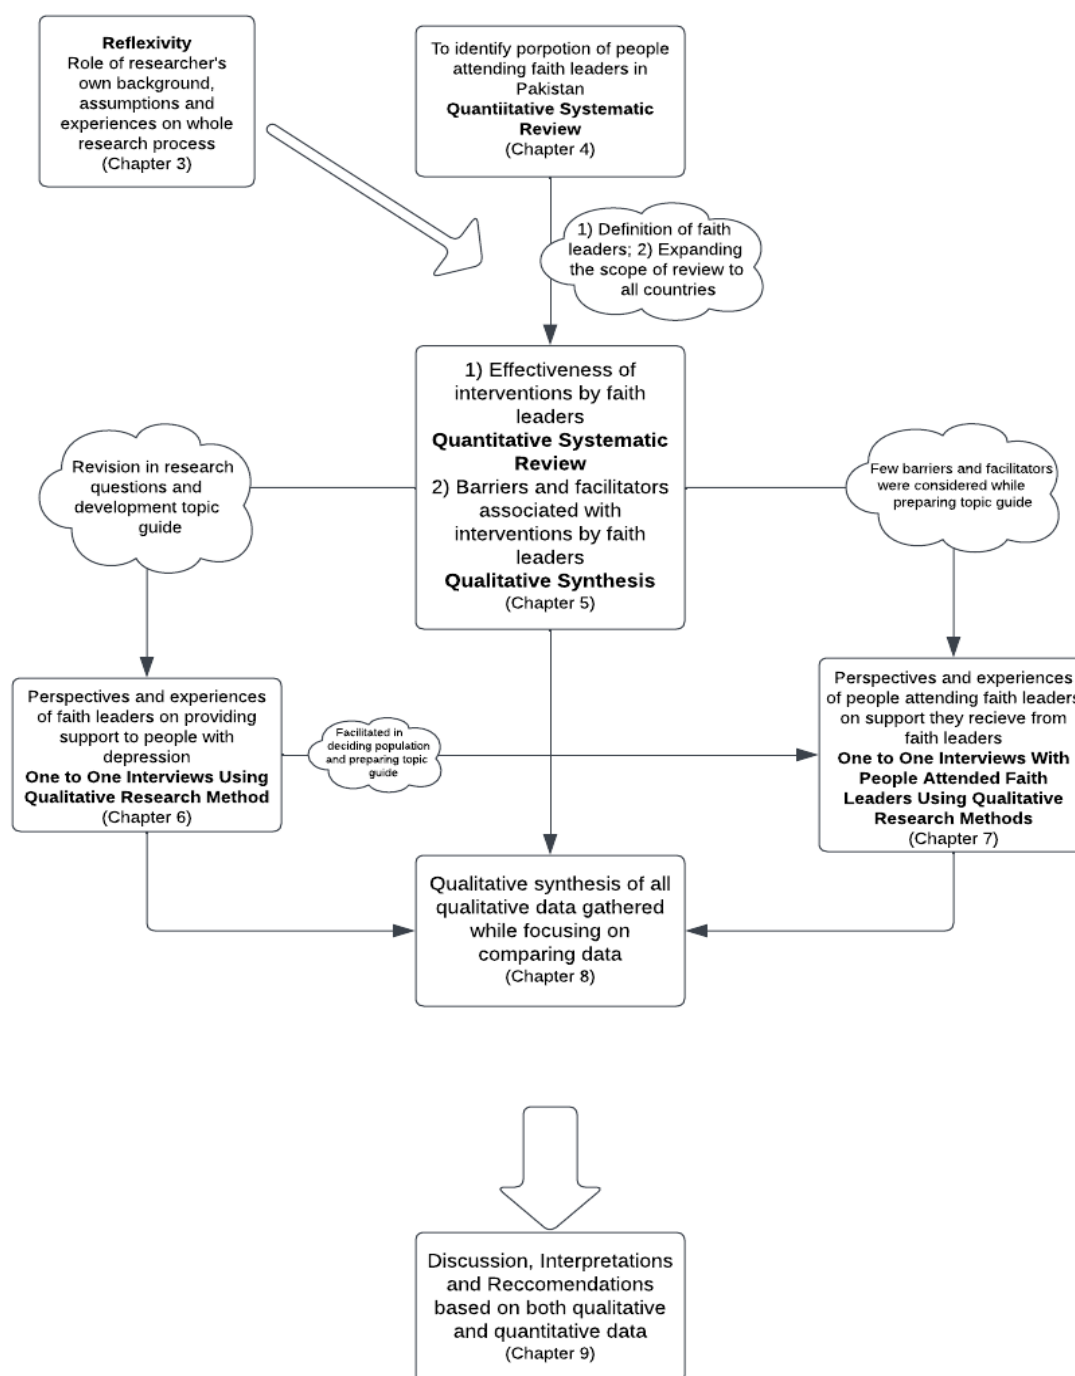 Reflexivity
Role of researcher's
own background,
assumptions and
experiences on whole
research process
(Chapter 3)
To identify porpotion of people
attending faith leaders in
Pakistan
Quantiitative Systematic
Review
(Chapter 4)
1) Definition of faith
leaders; 2) Expanding
the scope of review to
all countries
1) Effectiveness of
interventions by faith
leaders
Quantitative Systematic
Review
2) Barriers and facilitators
associated with
interventions by faith
leaders
Qualitative Synthesis
(Chapter 5)
Revision in research
questions and
development topic
guide
Few barriers and facilitators
were considered while
preparing topic guide
Perspectives and experiences
of faith leaders on providing
support to people with
depression
One to One Interviews Using
Qualitative Research Method
(Chapter 6)
Facilitated in
deciding population
and preparing topic
guide
Perspectives and experiences
of people attending faith leaders
on support they recieve from
faith leaders
One to One Interviews With
People Attended Faith
Leaders Using Qualitative
Research Methods
(Chapter 7)
Qualitative synthesis of all
qualitative data gathered
while focusing on
comparing data
(Chapter 8)
Discussion, Interpretations
and Reccomendations
based on both qualitative
and quantitative data
(Chapter 9)